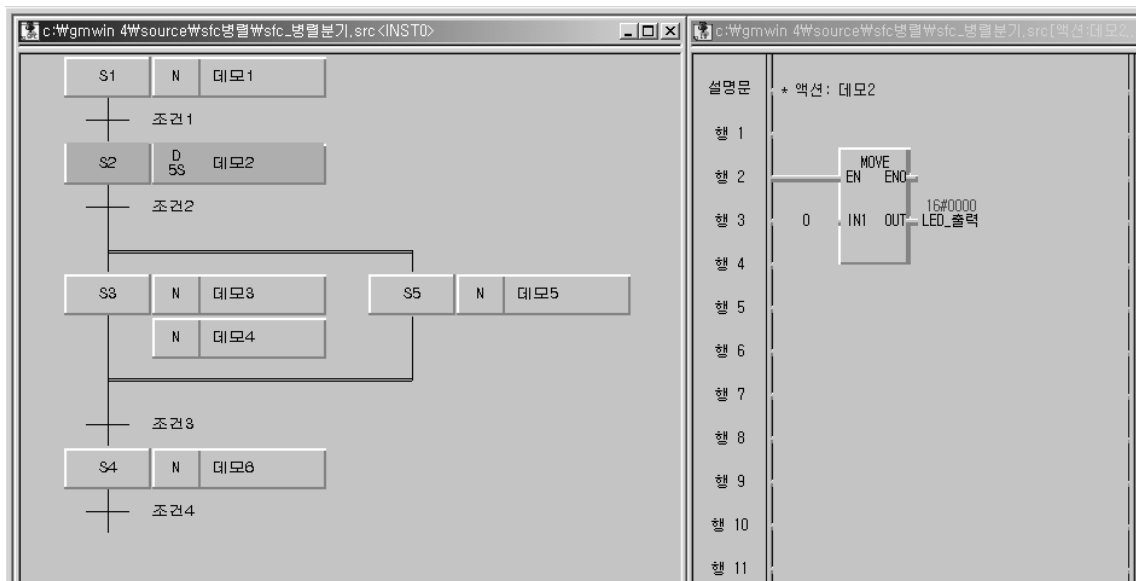 c:\gmwin 4\source\sfc병렬\sfc_병렬분기.src<INST0>
S1 N 데모1
조건1
S2 D 5S 데모2
조건2
S3 N 데모3 S5 N 데모5
N 데모4
조건3
S4 N 데모6
조건4
c:\gmwin 4\source\sfc병렬\sfc_병렬분기.src[액션:데모2,
설명문 * 액션: 데모2
행 1
MOVE
행 2 EN ENO
16#0000
행 3 0 IN1 OUT LED_출력
행 4
행 5
행 6
행 7
행 8
행 9
행 10
행 11